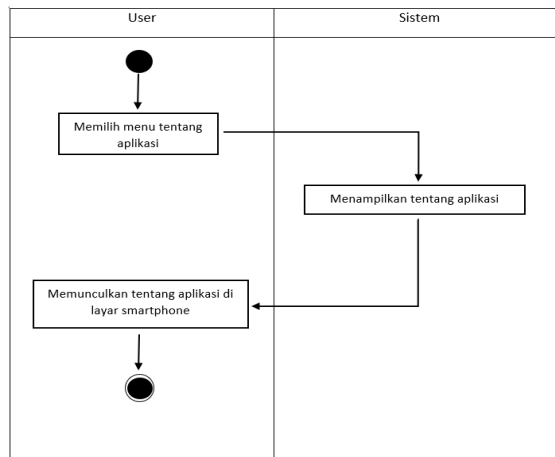 User
Sistem
Memilih menu tentang
aplikasi
Menampilkan tentang aplikasi
Memunculkan tentang aplikasi di
layar smartphone